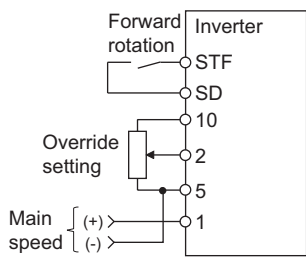 Forward
rotation
Inverter
STF
SD
10
Override
setting
2
5
Main
speed
(+)
(-)
1